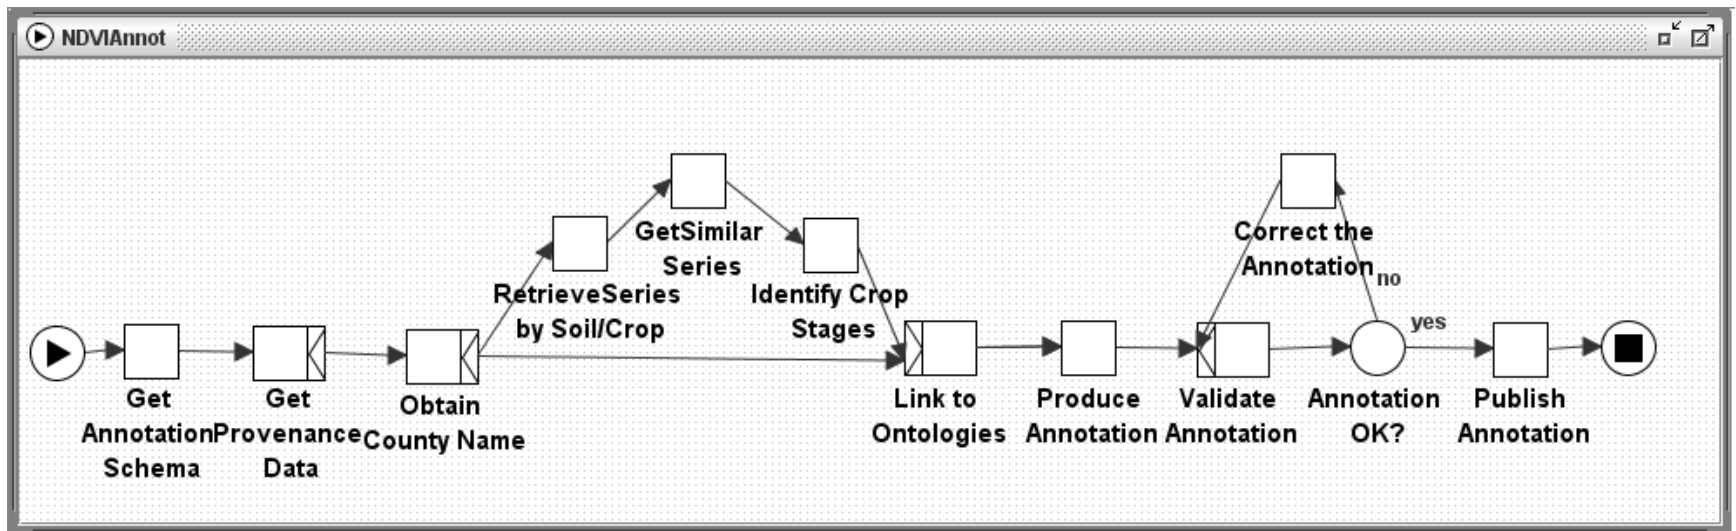 NDVIAnnot
GetSimilar
Series
RetrieveSeries
by Soil/Crop
Identify Crop
Stages
Correct the
Annotation
no
yes
Get
Annotation
Schema
Get
Provenance
Data
Obtain
County Name
Link to
Ontologies
Produce
Annotation
Validate
Annotation
Annotation
OK?
Publish
Annotation